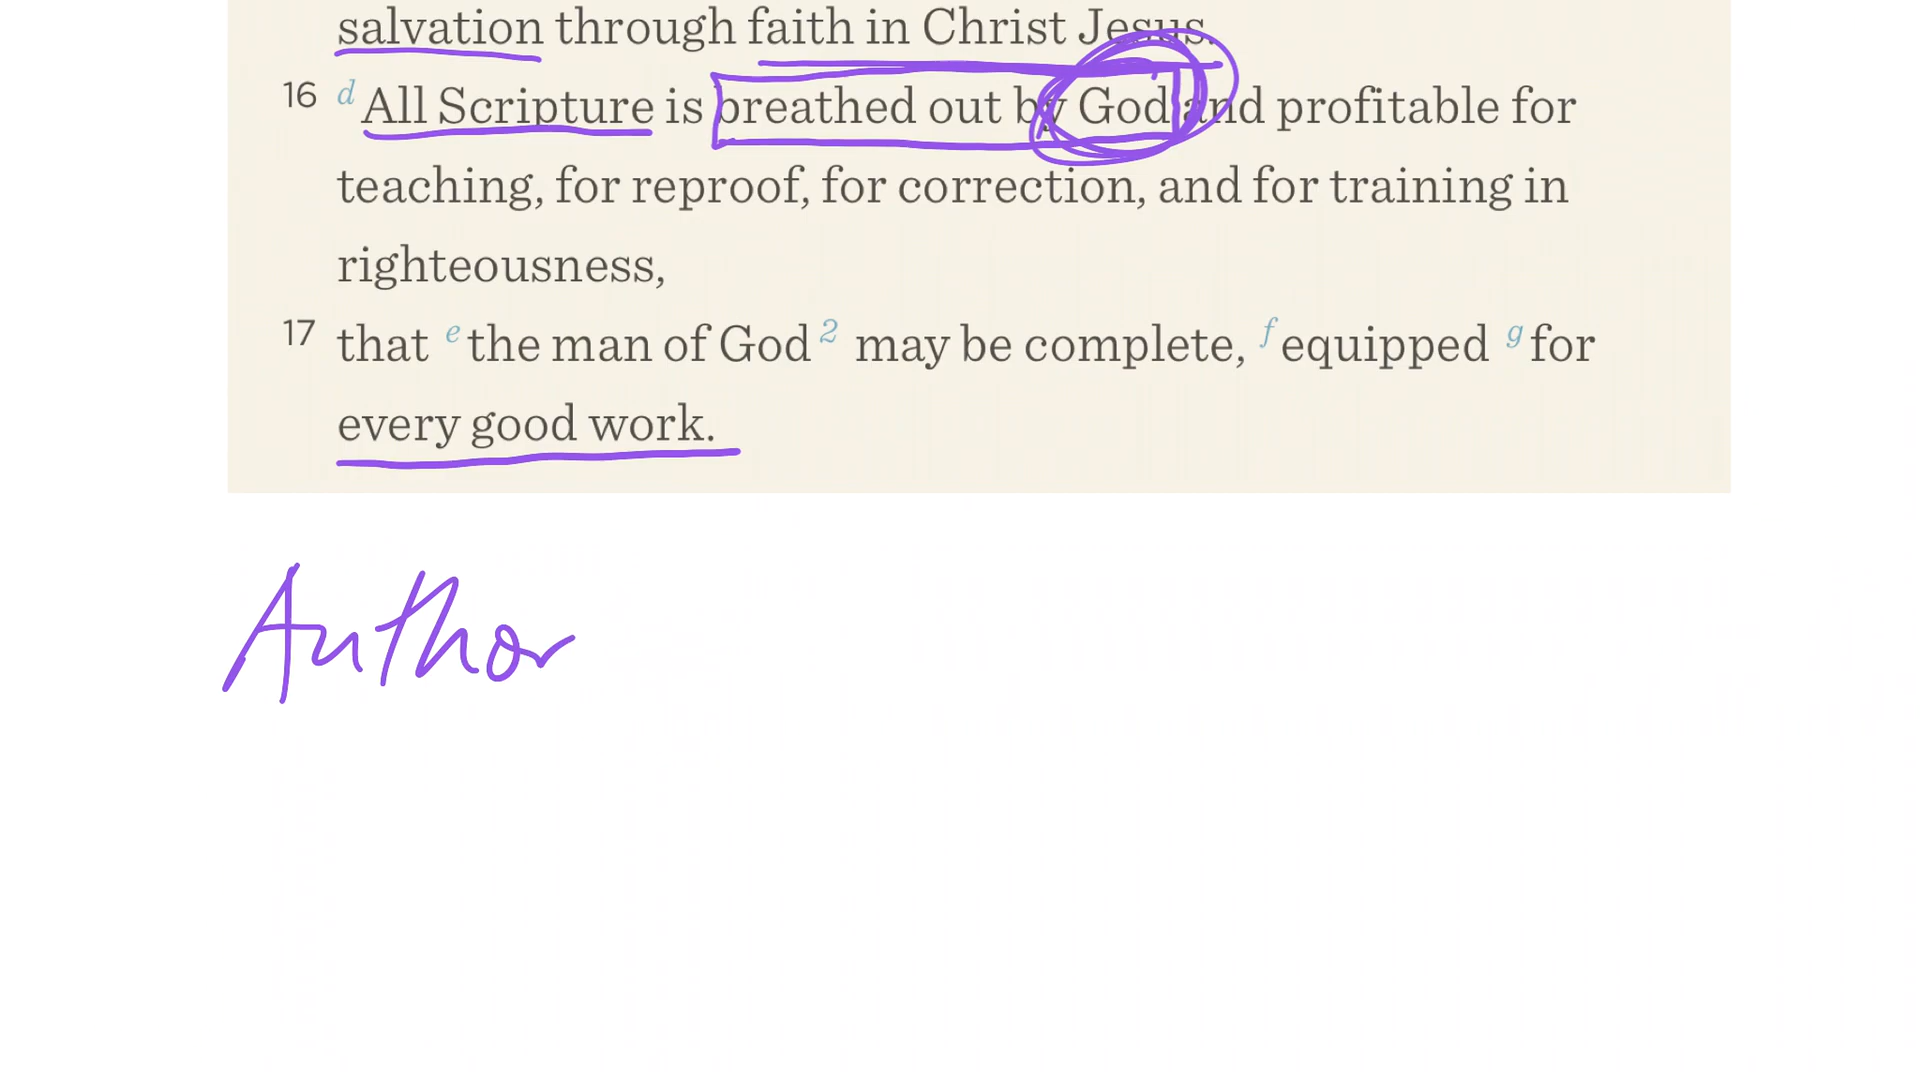 salvation through faith in Christ Jesus.
16 d All Scripture is breathed out by God and profitable for
teaching, for reproof, for correction, and for training in
righteousness,
17 that e the man of God 2 may be complete, f equipped g for
every good work.
Author